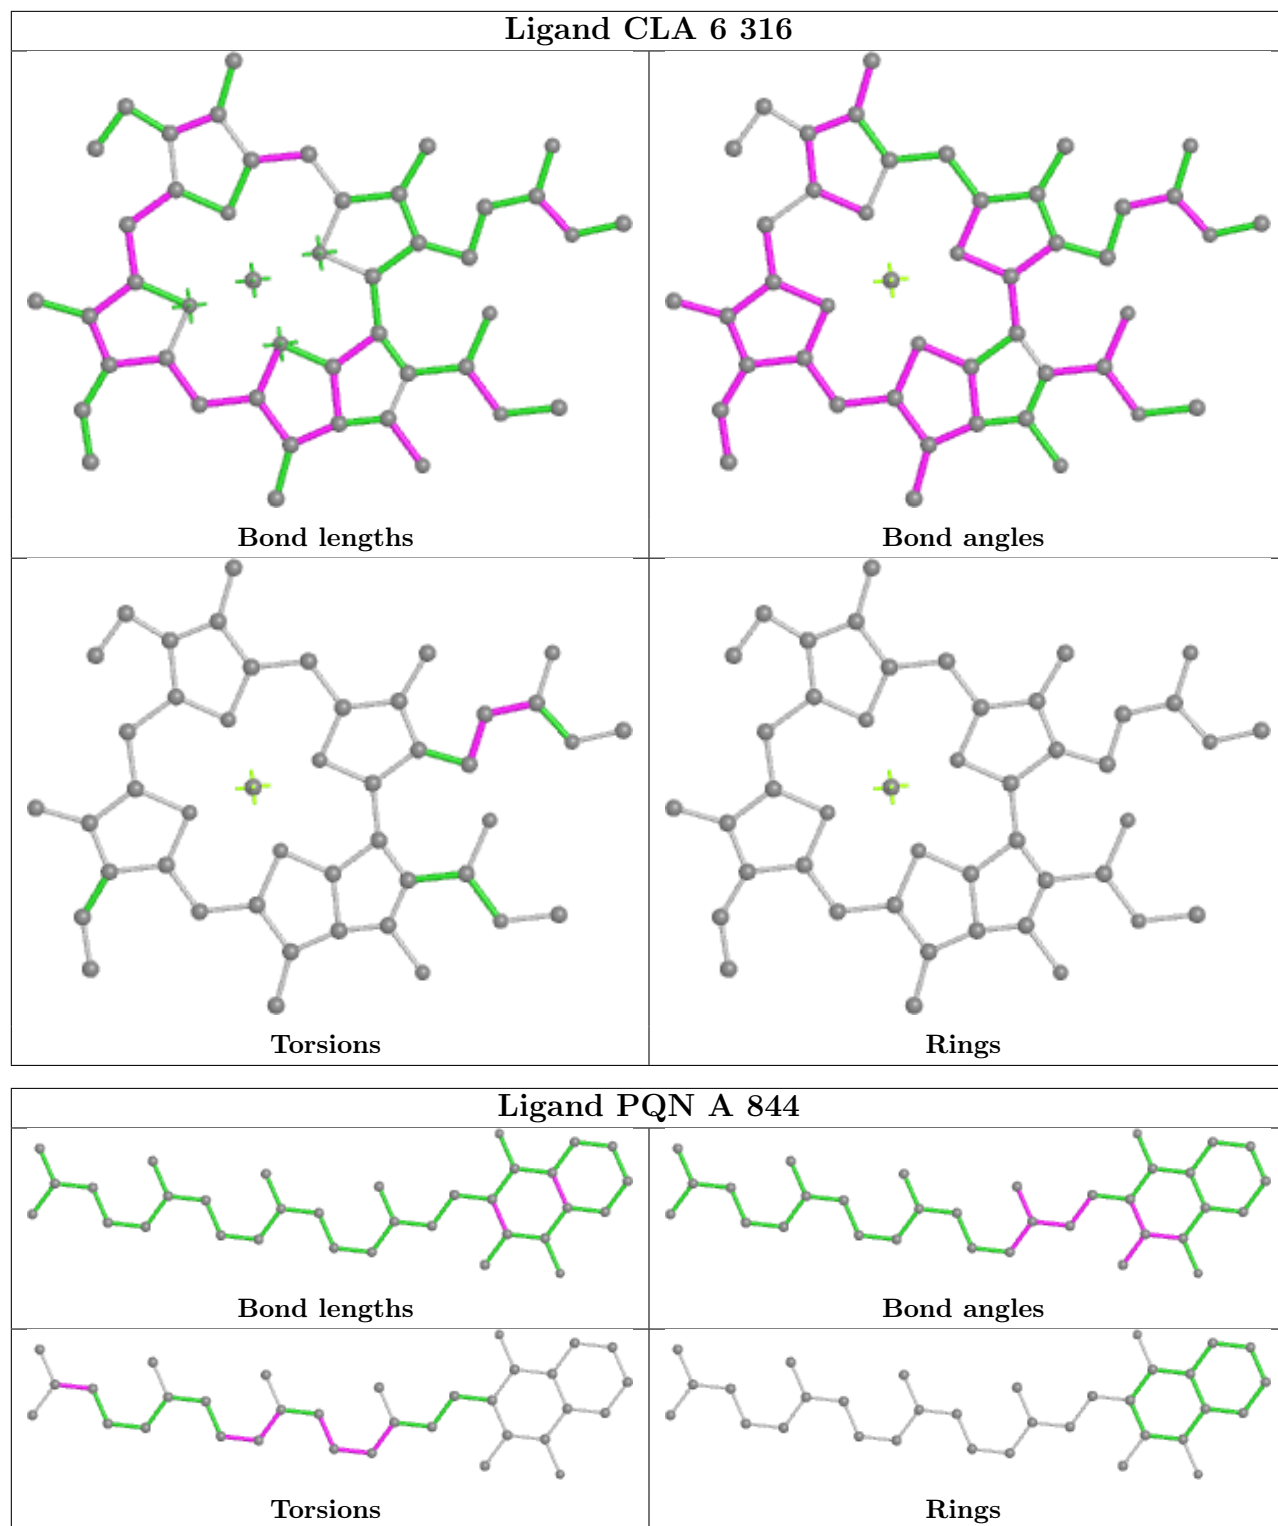 Ligand CLA 6 316
Bond lengths
Bond angles
Torsions
Rings
Ligand PQN A 844
Bond lengths
Bond angles
Torsions
Rings